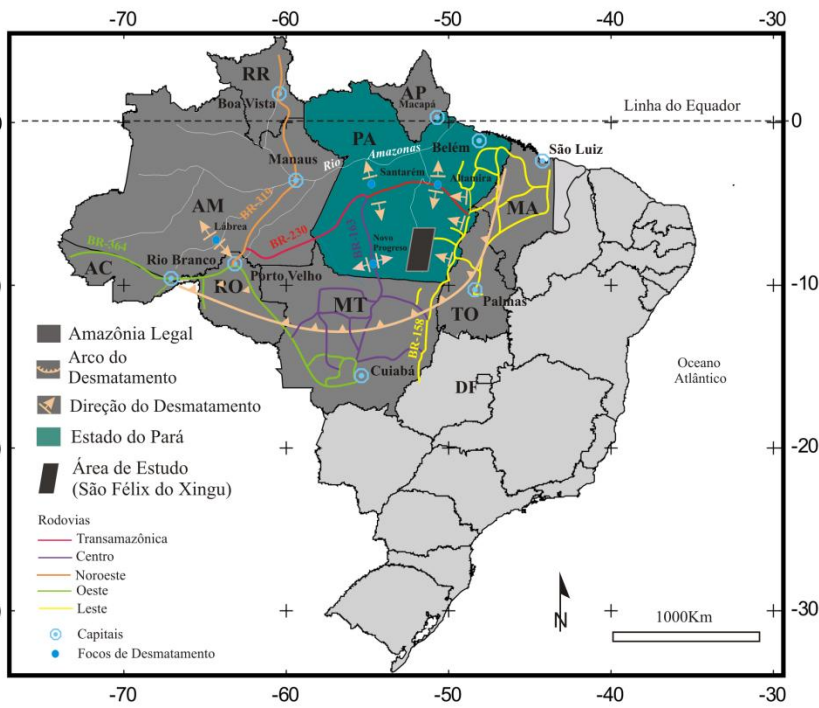 -70 -60 -50 -40 -30
RR
Boa Vista
AP
Macapá
Linha do Equador
0
PA
Belém
São Luiz
Manaus
Rio Amazonas
Santarém
Altamira
AM
BR-319
MA
Lábrea
BR-230
BR-163
Novo
Progreso
BR-364
Rio Branco
Porto Velho
AC
RO
-10
Palmas
MT
TO
BR-158
Cuiabá
DF
Oceano
Atlântico
Amazônia Legal
Arco do
Desmatamento
Direção do Desmatamento
Estado do Pará
Área de Estudo
(São Félix do Xingu)
-20
Rodovias
Transamazônica
Centro
Noroeste
Oeste
Leste
Capitais
Focos de Desmatamento
N
1000Km
-30
-70 -60 -50 -40 -30